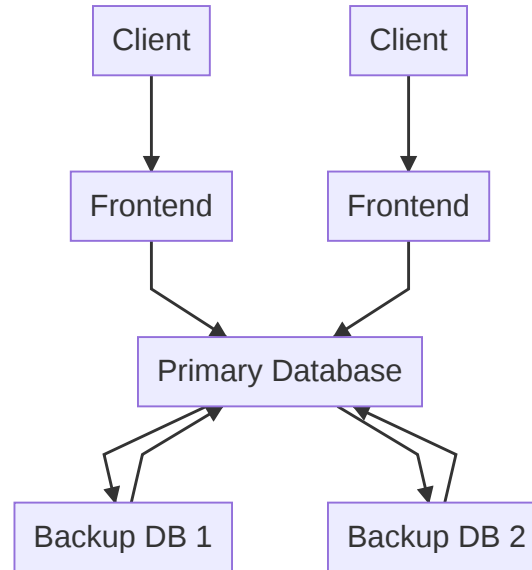 Client
Client
Frontend
Frontend
Primary Database
Backup DB 1
Backup DB 2